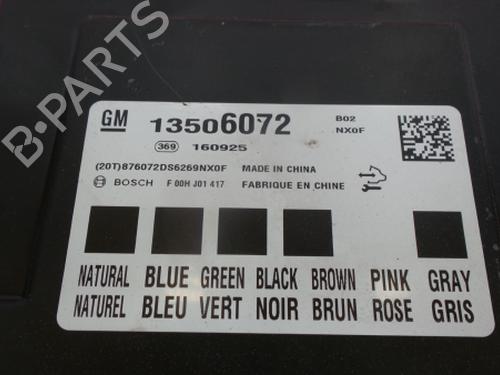 B-PARTS
GM 13506072 B02
NX0F
369 160925
(20T)876072DS6269NX0F MADE IN CHINA
BOSCH F 00H J01 417 FABRIQUE EN CHINE
NATURAL BLUE GREEN BLACK BROWN PINK GRAY
NATUREL BLEU VERT NOIR BRUN ROSE GRIS